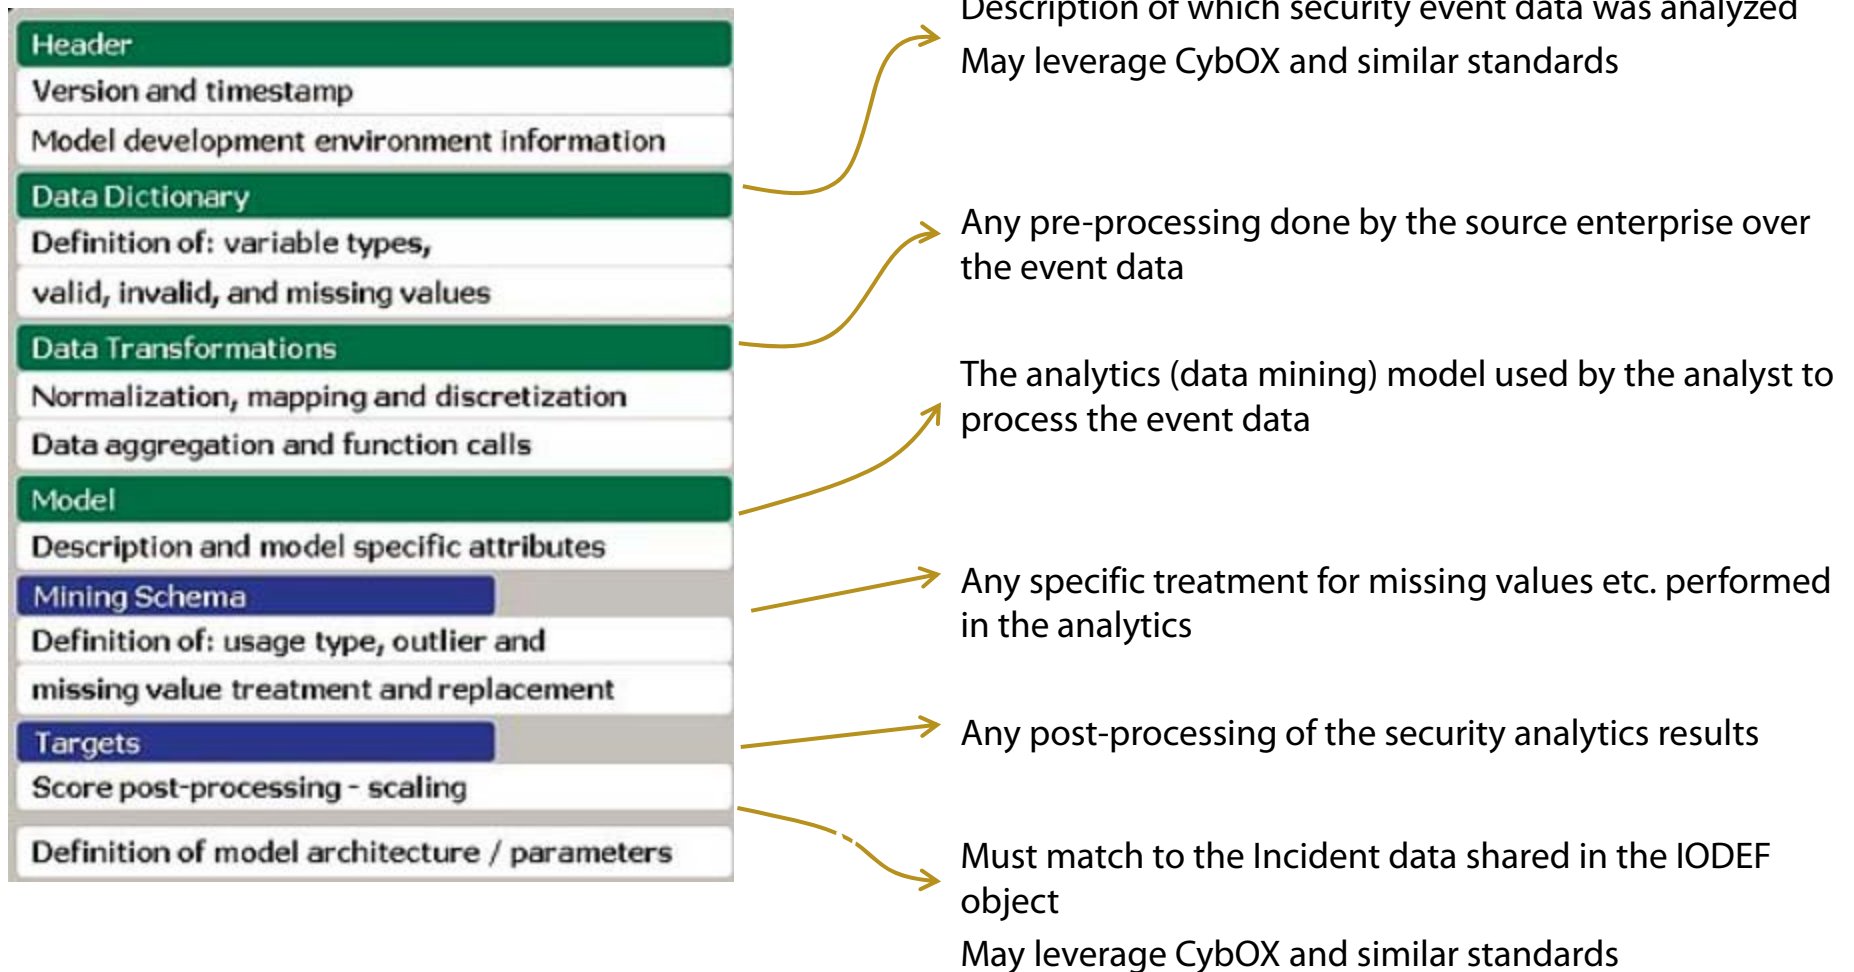 Header
Version and timestamp
Model development environment information
Data Dictionary
Definition of: variable types,
valid, invalid, and missing values
Data Transformations
Normalization, mapping and discretization
Data aggregation and function calls
Model
Description and model specific attributes
Mining Schema
Definition of: usage type, outlier and
missing value treatment and replacement
Targets
Score post-processing - scaling
Definition of model architecture / parameters
Description of which security event data was analyzed
May leverage CybOX and similar standards
Any pre-processing done by the source enterprise over
the event data
The analytics (data mining) model used by the analyst to
process the event data
Any specific treatment for missing values etc. performed
in the analytics
Any post-processing of the security analytics results
Must match to the Incident data shared in the IODEF
object
May leverage CybOX and similar standards